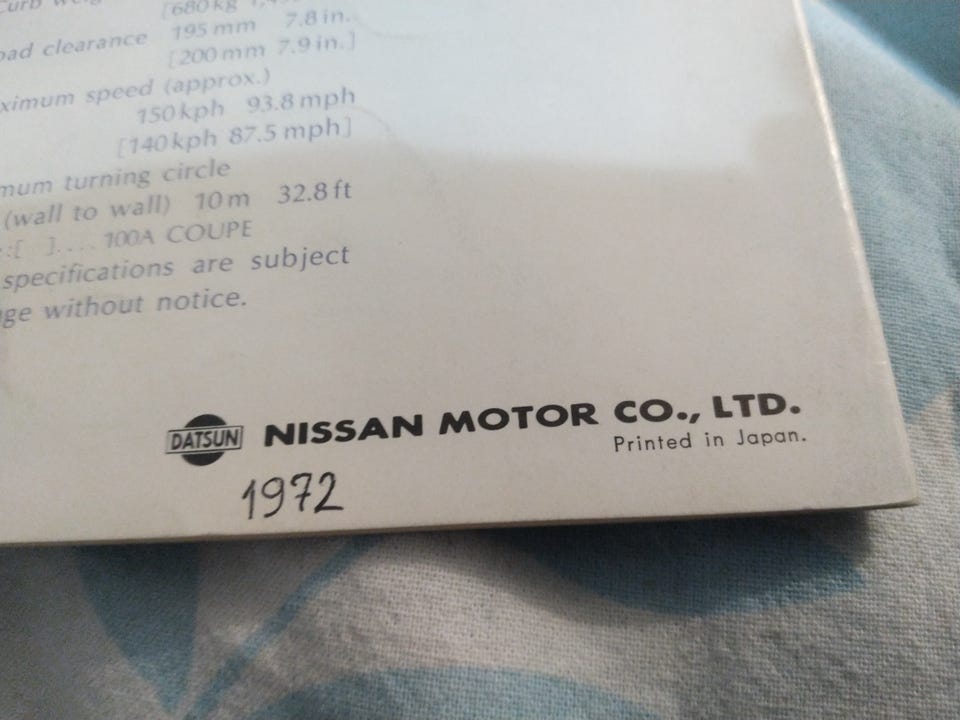 [680 kg
oad clearance 195 mm 7.8 in.
[200 mm 7.9 in.]
ximum speed (approx.)
150 kph 93.8 mph
[140 kph 87.5 mph]
mum turning circle
(wall to wall) 10 m 32.8 ft
:[ ].... 100A COUPE
specifications are subject
ge without notice.
DATSUN NISSAN MOTOR CO., LTD.
Printed in Japan.
1972